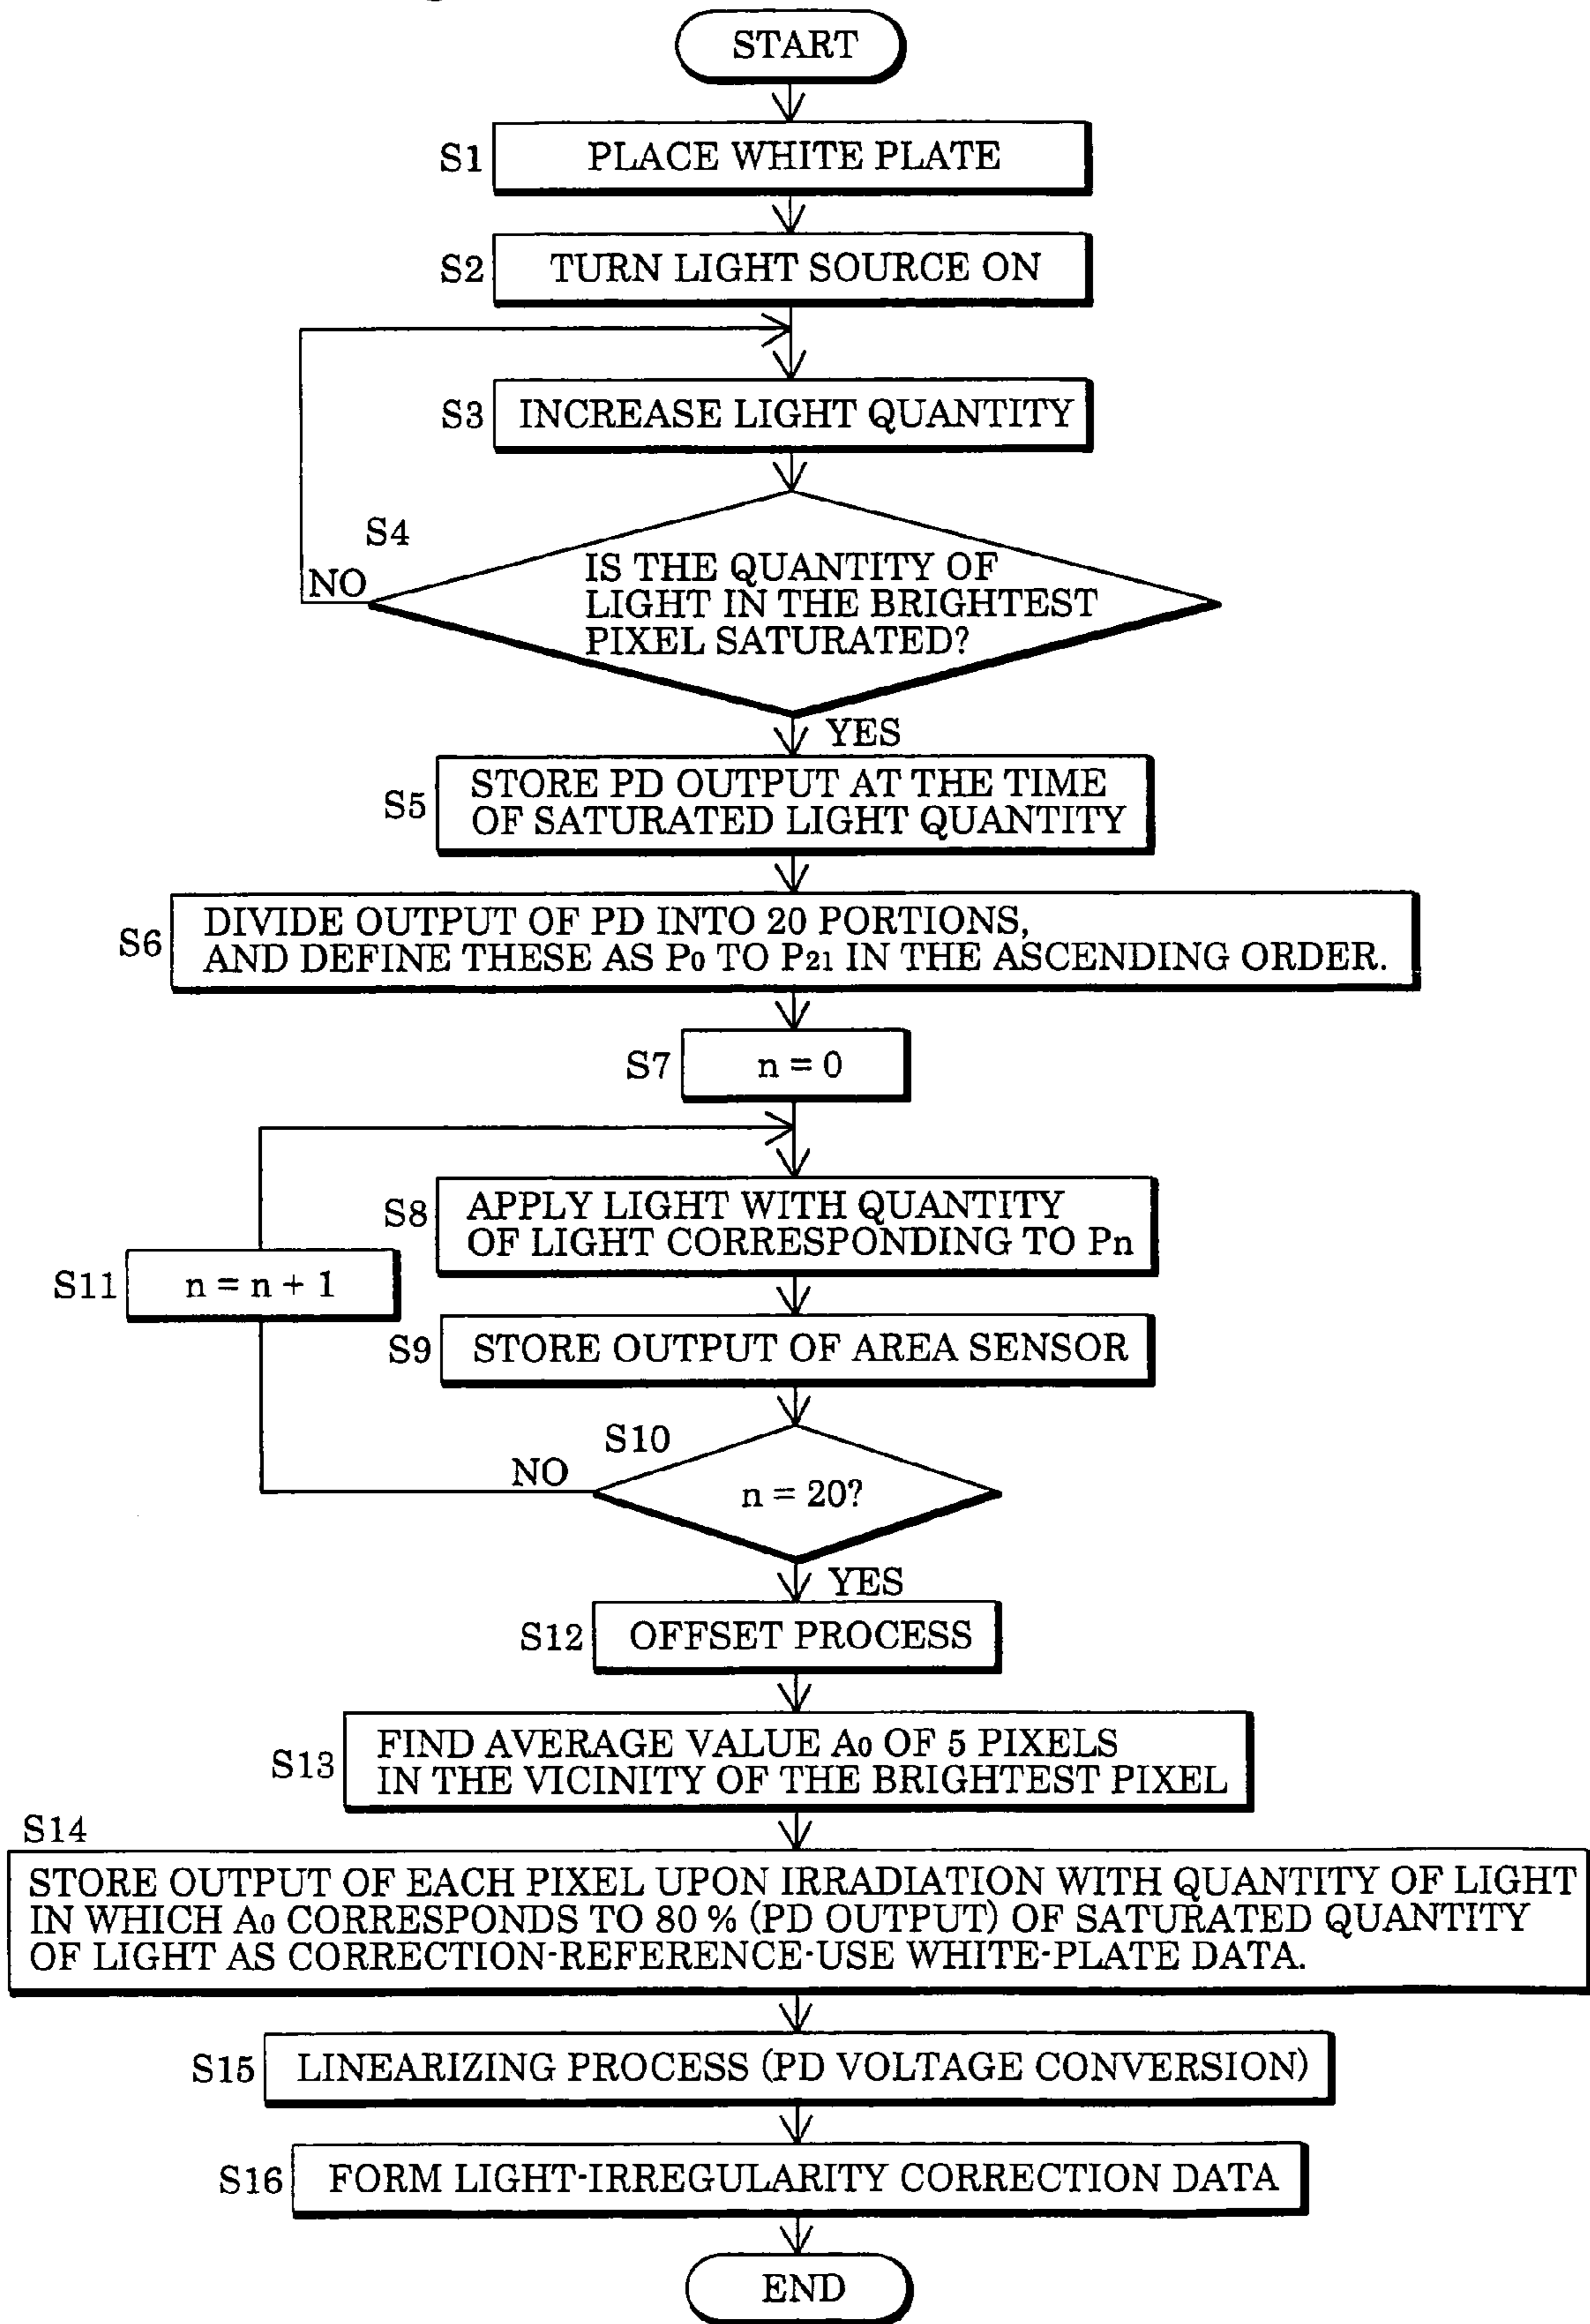 START
S1
PLACE WHITE PLATE
S2
TURN LIGHT SOURCE ON
S3
INCREASE LIGHT QUANTITY
S4
NO
IS THE QUANTITY OF
LIGHT IN THE BRIGHTEST
PIXEL SATURATED?
YES
S5
STORE PD OUTPUT AT THE TIME
OF SATURATED LIGHT QUANTITY
S6
DIVIDE OUTPUT OF PD INTO 20 PORTIONS,
AND DEFINE THESE AS P0 TO P21 IN THE ASCENDING ORDER.
S7
n = 0
S8
APPLY LIGHT WITH QUANTITY
OF LIGHT CORRESPONDING TO Pn
S11
n = n + 1
S9
STORE OUTPUT OF AREA SENSOR
S10
NO
n = 20?
YES
S12
OFFSET PROCESS
S13
FIND AVERAGE VALUE A0 OF 5 PIXELS
IN THE VICINITY OF THE BRIGHTEST PIXEL
S14
STORE OUTPUT OF EACH PIXEL UPON IRRADIATION WITH QUANTITY OF LIGHT
IN WHICH A0 CORRESPONDS TO 80 % (PD OUTPUT) OF SATURATED QUANTITY
OF LIGHT AS CORRECTION-REFERENCE-USE WHITE-PLATE DATA.
S15
LINEARIZING PROCESS (PD VOLTAGE CONVERSION)
S16
FORM LIGHT-IRREGULARITY CORRECTION DATA
END